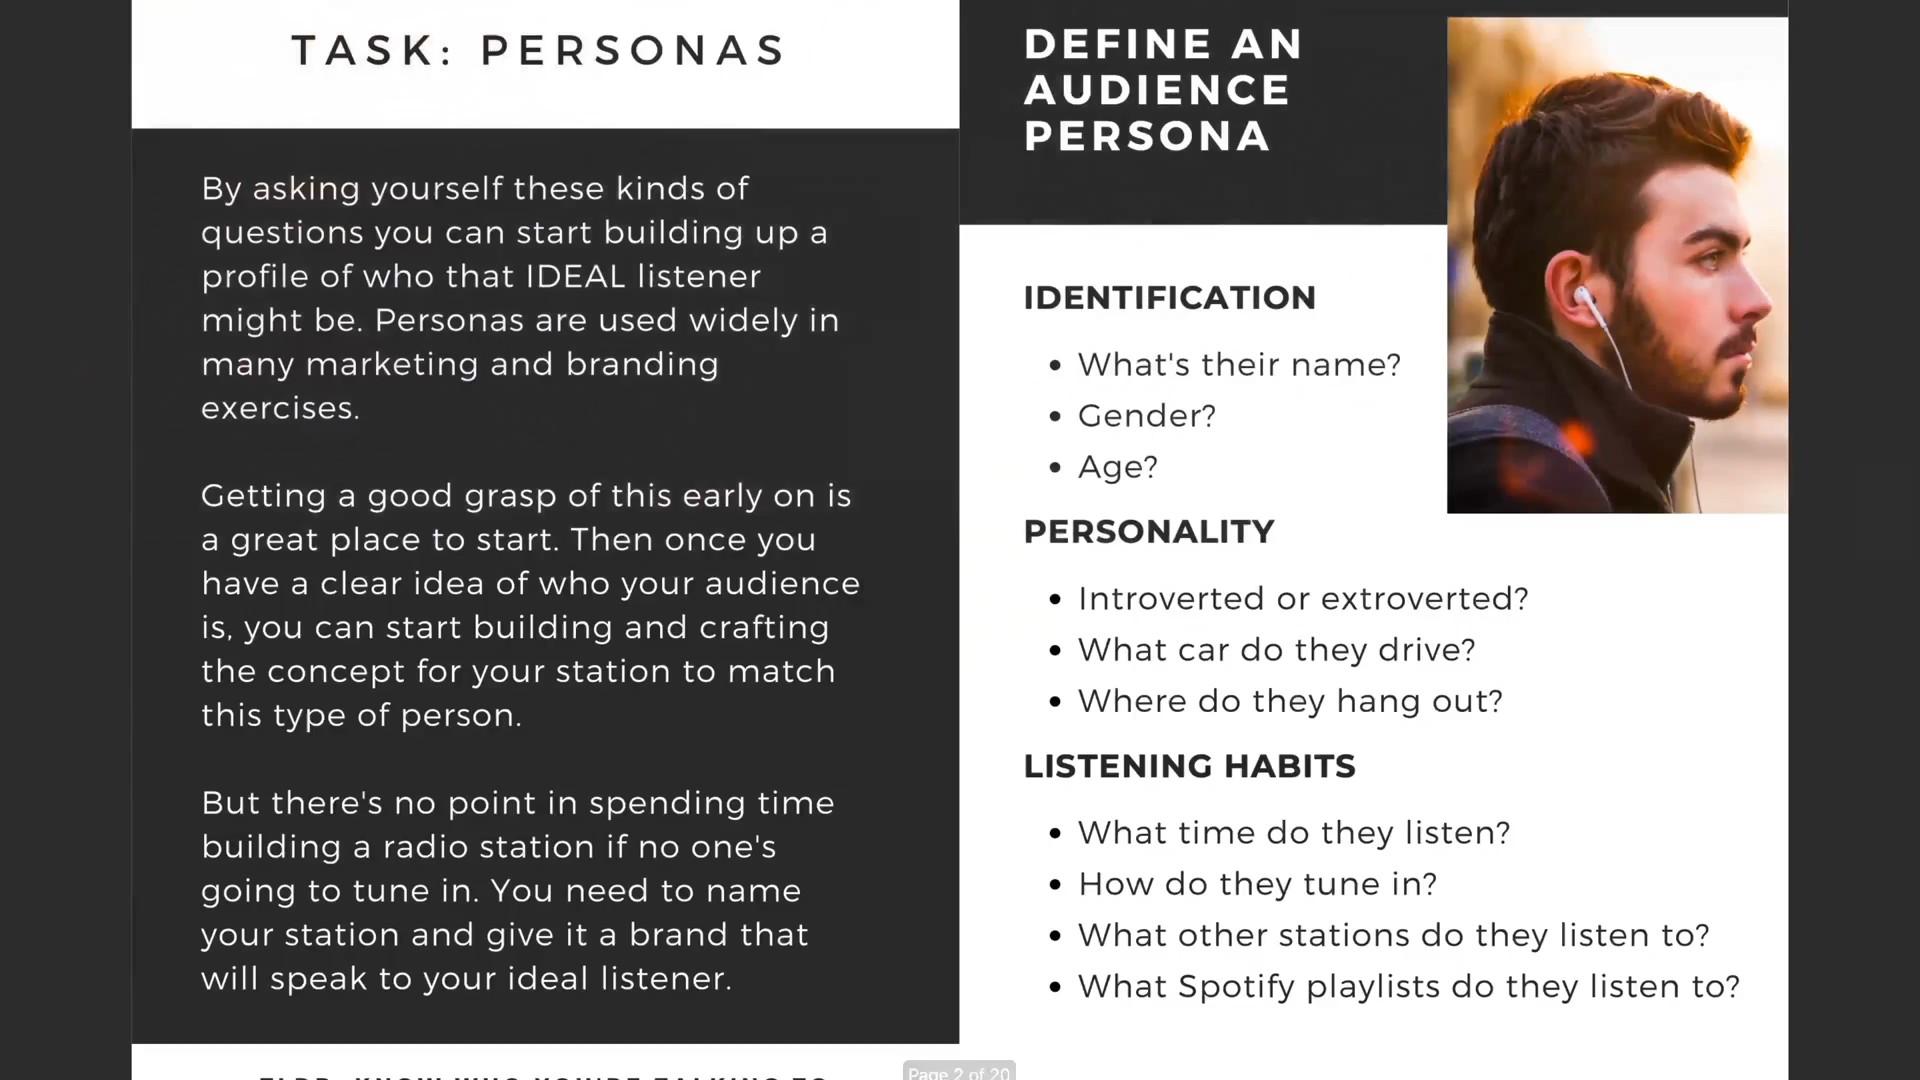 TASK: PERSONAS
By asking yourself these kinds of
questions you can start building up a
profile of who that IDEAL listener
might be. Personas are used widely in
many marketing and branding
exercises.
Getting a good grasp of this early on is
a great place to start. Then once you
have a clear idea of who your audience
is, you can start building and crafting
the concept for your station to match
this type of person.
But there's no point in spending time
building a radio station if no one's
going to tune in. You need to name
your station and give it a brand that
will speak to your ideal listener.
DEFINE AN
AUDIENCE
PERSONA
IDENTIFICATION
• What's their name?
• Gender?
• Age?
PERSONALITY
• Introverted or extroverted?
• What car do they drive?
• Where do they hang out?
LISTENING HABITS
• What time do they listen?
• How do they tune in?
• What other stations do they listen to?
• What Spotify playlists do they listen to?
Page 2 of 20